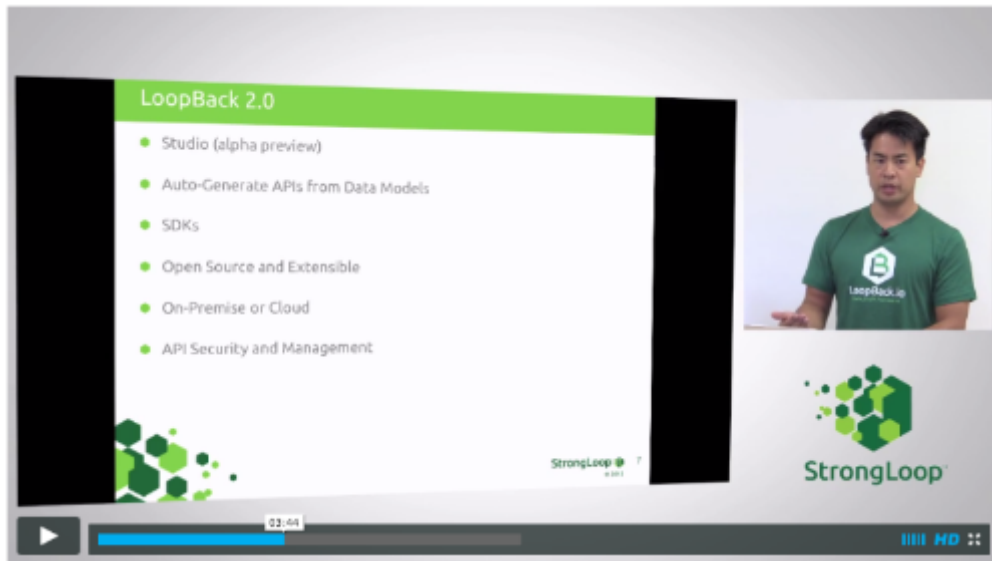 LoopBack 2.0
Studio (alpha preview)
Auto-Generate APIs from Data Models
SDKs
Open Source and Extensible
On-Premise or Cloud
API Security and Management
StrongLoop 7
LoopBack.io
StrongLoop
03:44
HD